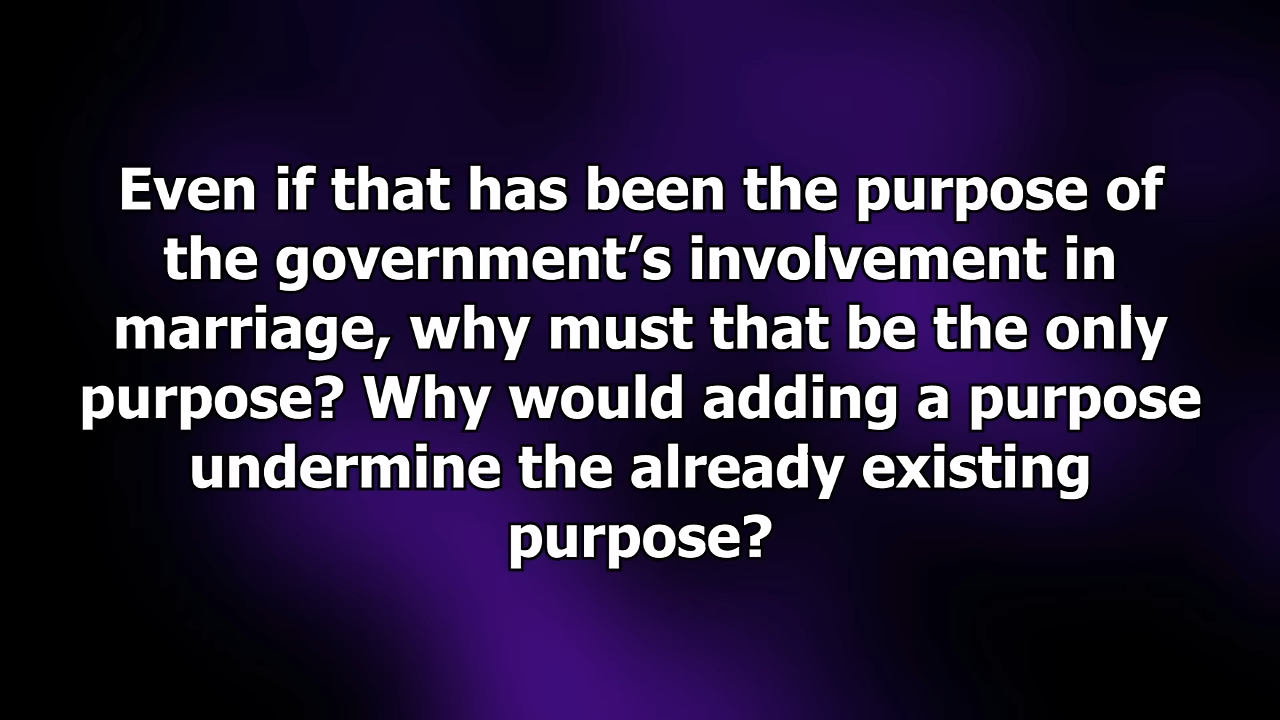 Even if that has been the purpose of
the government’s involvement in
marriage, why must that be the only
purpose? Why would adding a purpose
undermine the already existing
purpose?